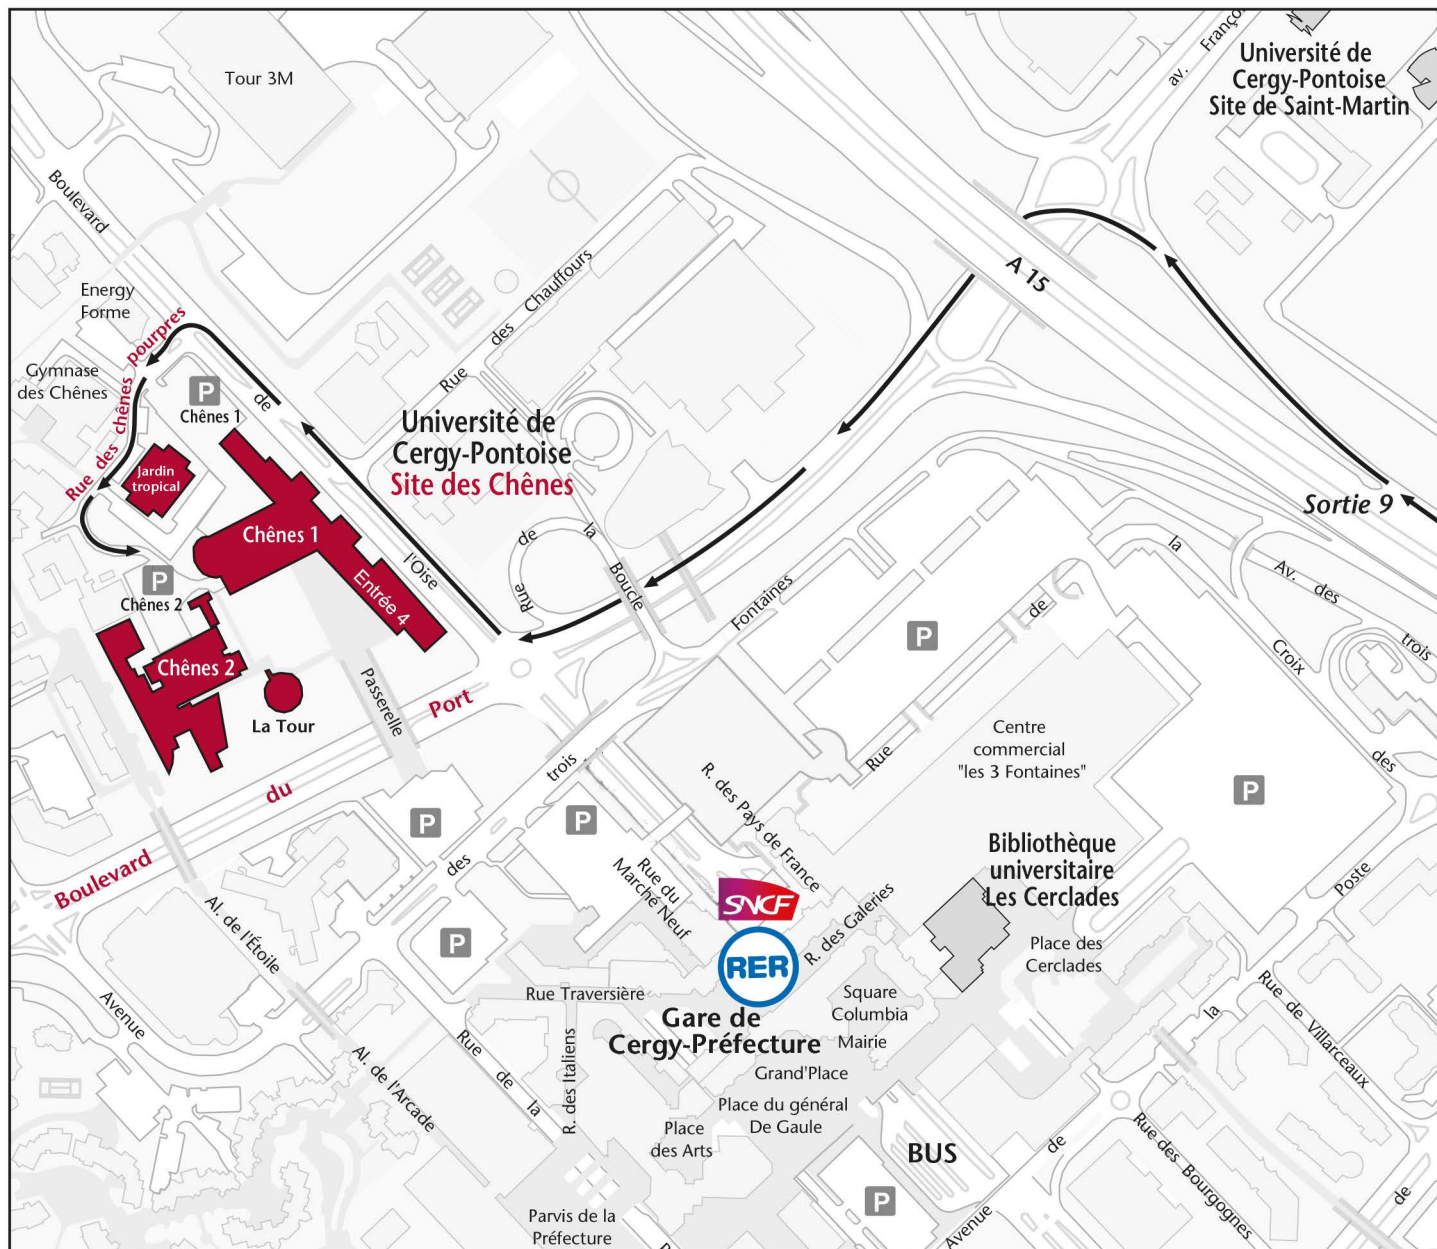 Tour 3M
av. Franço
Université de
Cergy-Pontoise
Site de Saint-Martin
Boulevard
Energy
Forme
Rue des Chauffours
A 15
Gymnase
des Chênes
Rue des chênes pourpres
P
Chênes 1
de
Université de
Cergy-Pontoise
Site des Chênes
Jardin
tropical
Sortie 9
Chênes 1
Entrée 4
l'Oise
Rue de la Boucle
P
Chênes 2
Chênes 2
La Tour
Passerelle
Boulevard du Port
Av. des trois Fontaines
P
Rue de la Croix des
Centre
commercial
"les 3 Fontaines"
P
P
P
P
R. des Pays de France
Rue du
Marché Neuf
SNCF
RER
R. des Galeries
Bibliothèque
universitaire
Les Cerclades
Place des
Cerclades
Al. de l'Étoile
Avenue
Al. de l'Arcade
Rue de la
Rue Traversière
R. des Italiens
Gare de
Cergy-Préfecture
Square
Columbia
Mairie
Grand'Place
Place du général
De Gaule
Place
des Arts
BUS
P
Parvis de la
Préfecture
Avenue de la Poste
Rue de Villarceaux
Rue des Bourgognes
de
trois
des